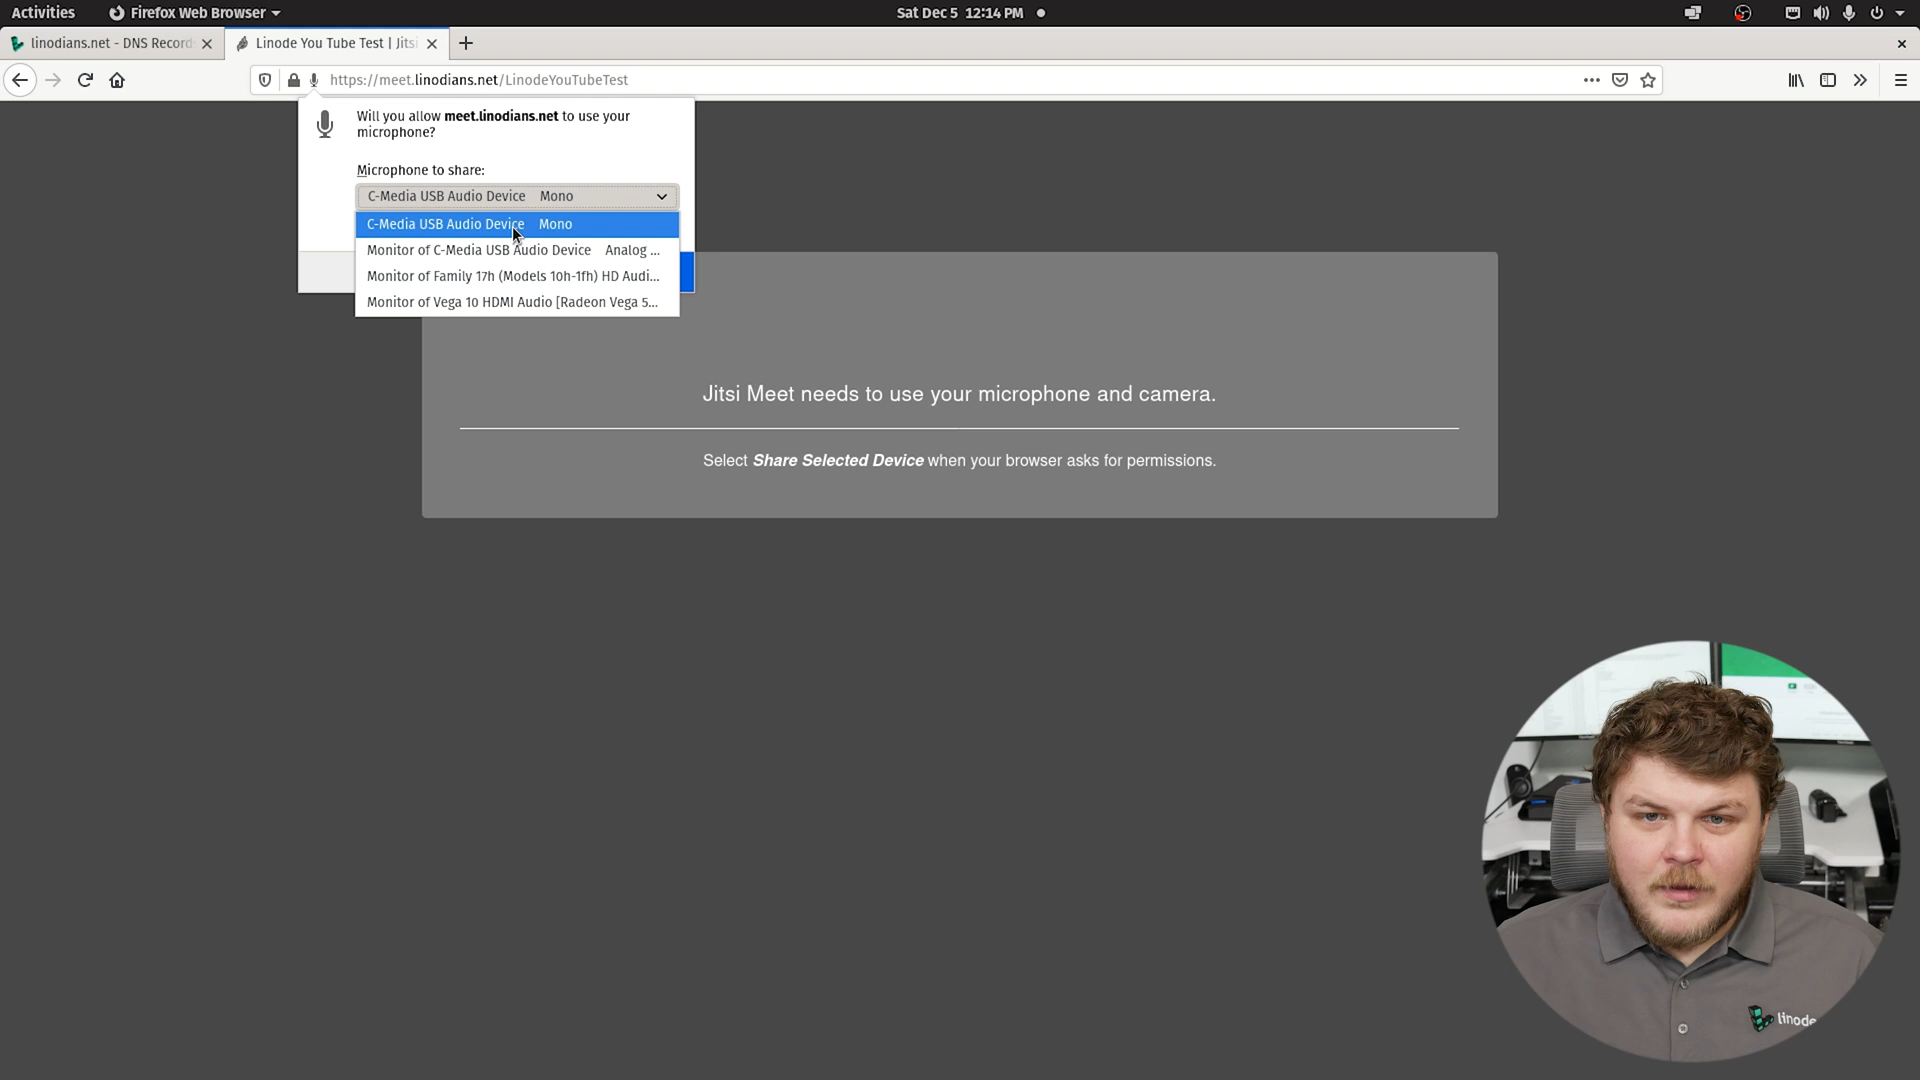 Activities
Firefox Web Browser
Sat Dec 5 12:14 PM
linodians.net - DNS Record
Linode You Tube Test | Jitsi
https://meet.linodians.net/LinodeYouTubeTest
Will you allow meet.linodians.net to use your
microphone?
Microphone to share:
C-Media USB Audio Device Mono
C-Media USB Audio Device Mono
Monitor of C-Media USB Audio Device Analog ...
Monitor of Family 17h (Models 10h-1fh) HD Audi...
Monitor of Vega 10 HDMI Audio [Radeon Vega 5...
Jitsi Meet needs to use your microphone and camera.
Select Share Selected Device when your browser asks for permissions.
linode